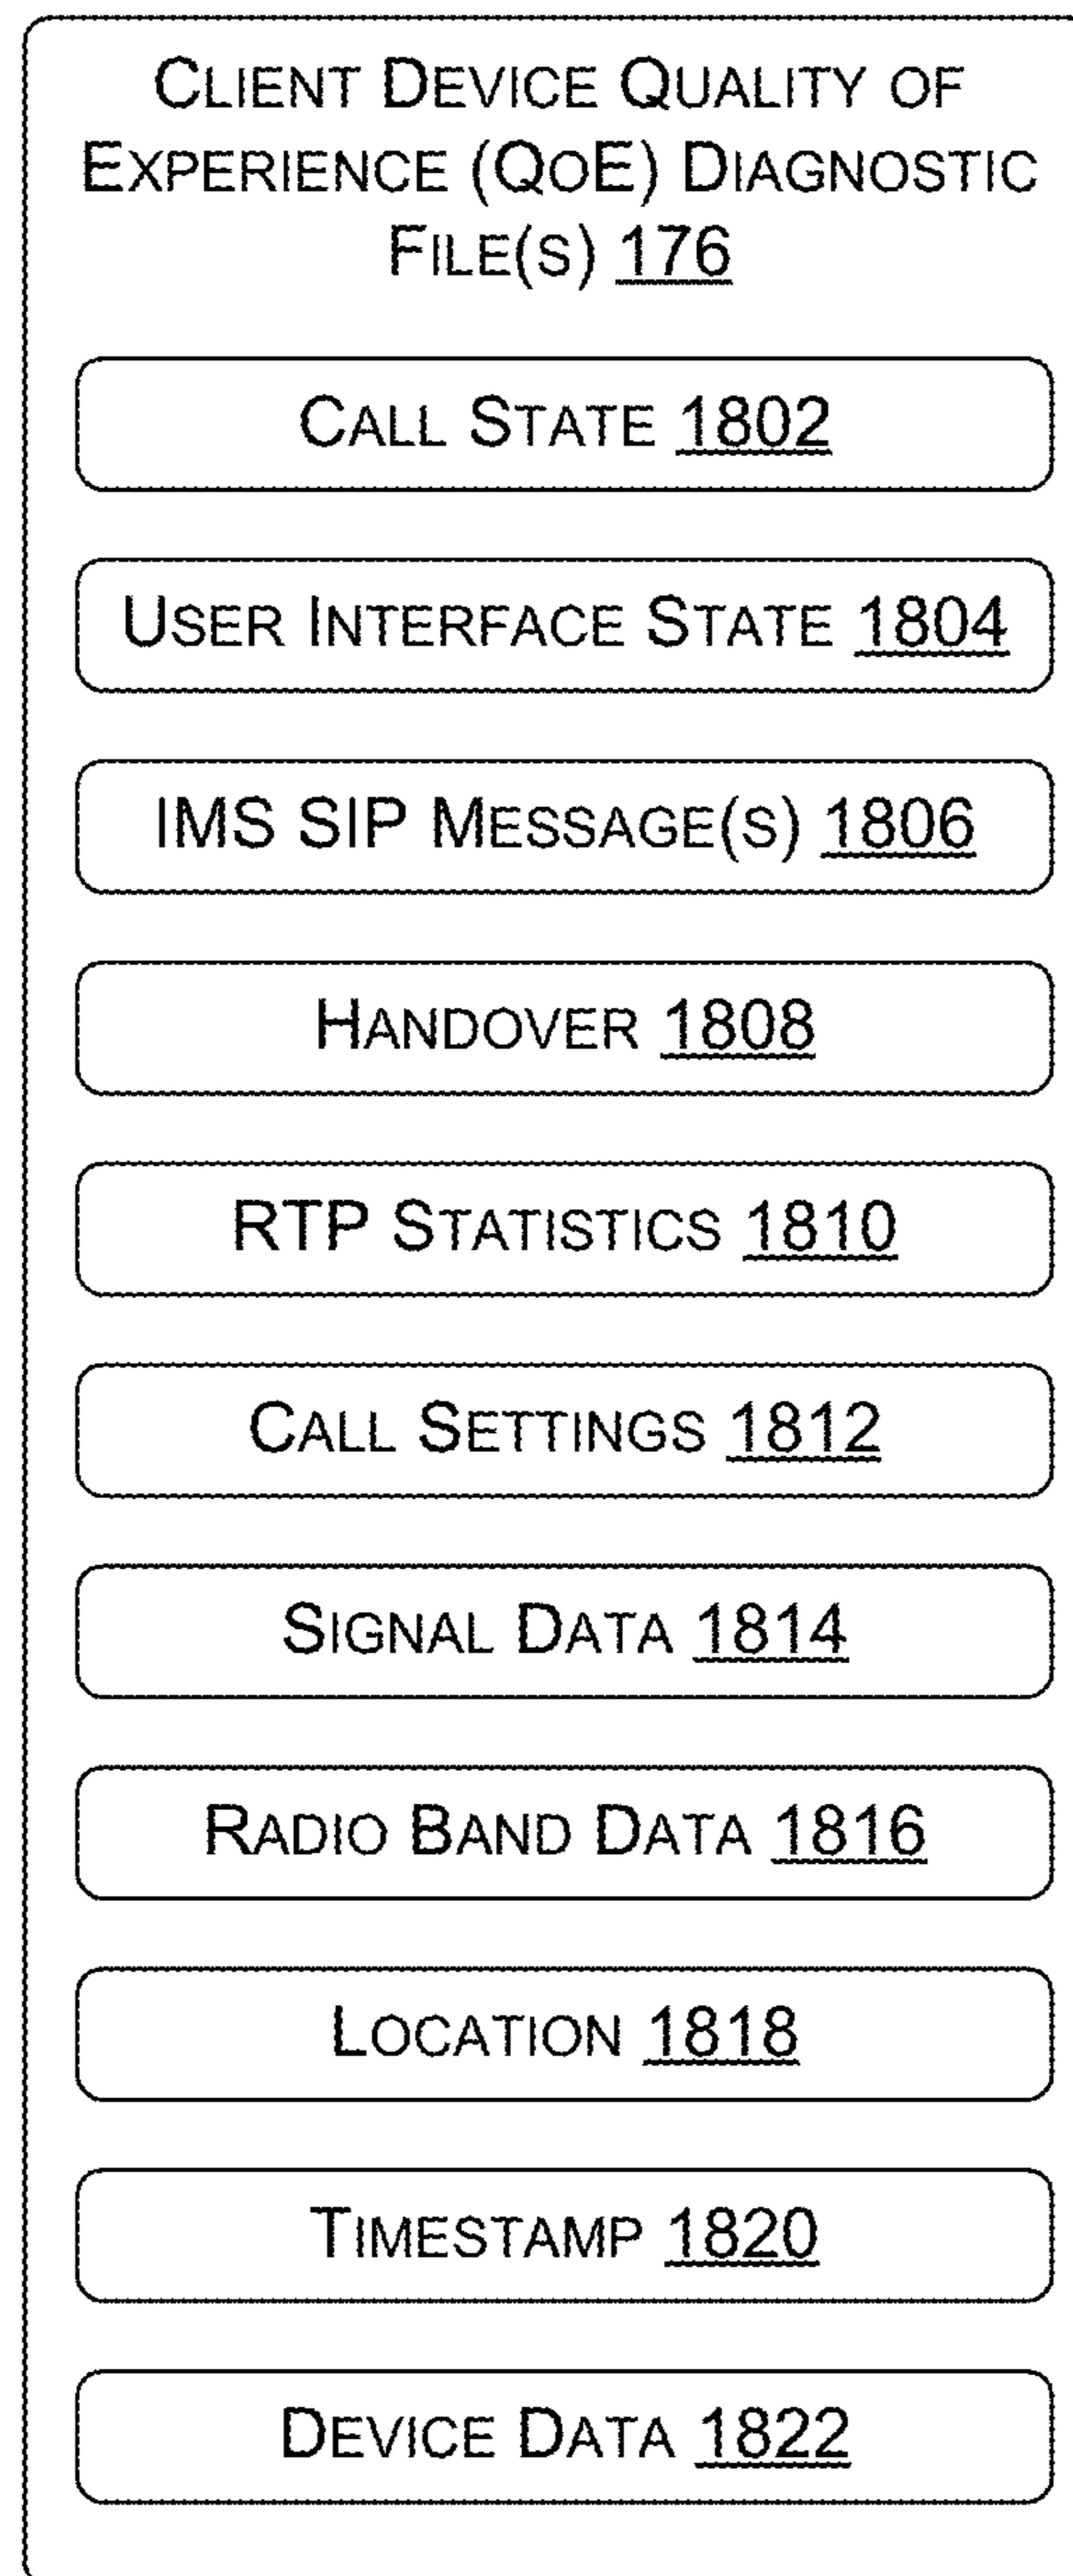 CLIENT DEVICE QUALITY OF
EXPERIENCE (QOE) DIAGNOSTIC
FILE(S) 176
CALL STATE 1802
USER INTERFACE STATE 1804
IMS SIP MESSAGE(S) 1806
HANDOVER 1808
RTP STATISTICS 1810
CALL SETTINGS 1812
SIGNAL DATA 1814
RADIO BAND DATA 1816
LOCATION 1818
TIMESTAMP 1820
DEVICE DATA 1822